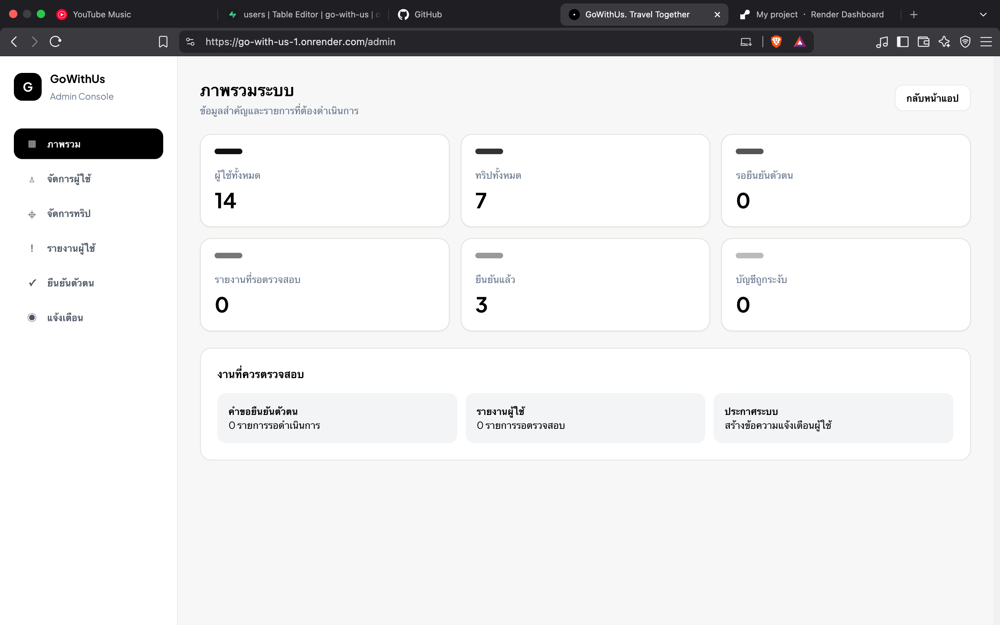 YouTube Music
users | Table Editor | go-with-us |
GitHub
GoWithUs. Travel Together
My project · Render Dashboard
https://go-with-us-1.onrender.com/admin
G
GoWithUs
Admin Console
ภาพรวม
จัดการผู้ใช้
จัดการทริป
! รายงานผู้ใช้
✓ ยืนยันตัวตน
แจ้งเตือน
ภาพรวมระบบ
ข้อมูลสำคัญและรายการที่ต้องดำเนินการ
กลับหน้าแอป
ผู้ใช้ทั้งหมด
14
ทริปทั้งหมด
7
รอยืนยันตัวตน
0
รายงานที่รอตรวจสอบ
0
ยืนยันแล้ว
3
บัญชีถูกระงับ
0
งานที่ควรตรวจสอบ
คำขอยืนยันตัวตน
0 รายการรอดำเนินการ
รายงานผู้ใช้
0 รายการรอตรวจสอบ
ประกาศระบบ
สร้างข้อความแจ้งเตือนผู้ใช้